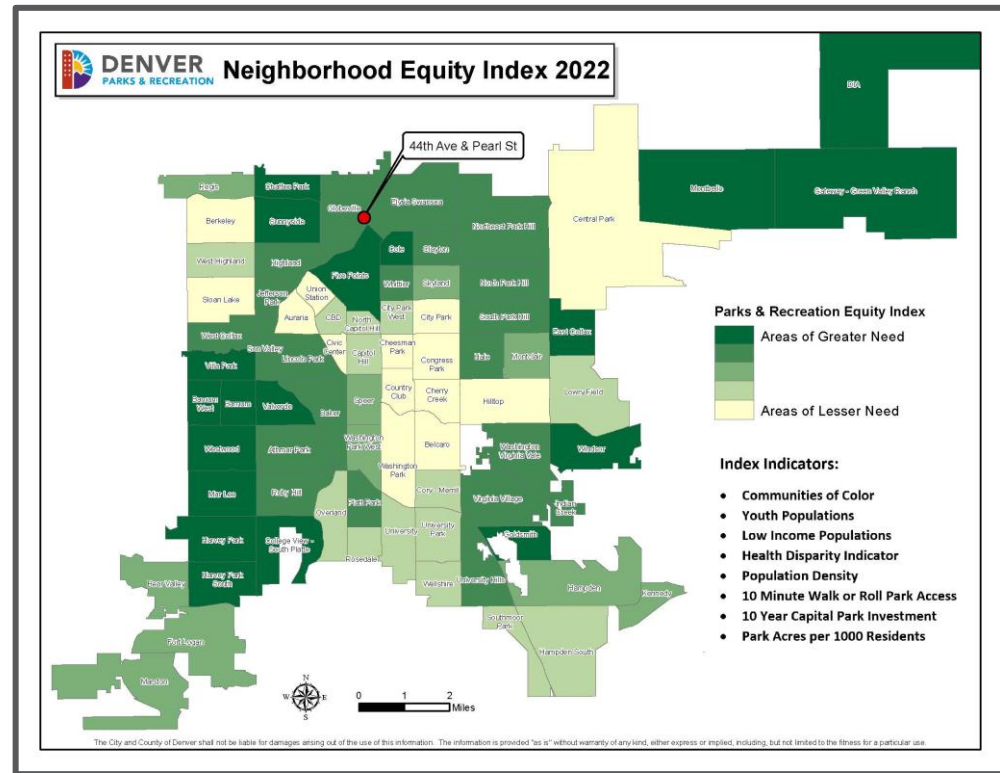 DENVER
PARKS & RECREATION
Neighborhood Equity Index 2022
44th Ave & Pearl St
DIA
Regis
Chaffee Park
Globeville
Elyria Swansea
Montbello
Gateway - Green Valley Ranch
Berkeley
Sunnyside
Central Park
Northeast Park Hill
West Highland
Highland
Five Points
Cole
Clayton
Sloan Lake
Jefferson
Park
Union
Station
Whittier
Skyland
North Park Hill
Auraria
CBD
North
Capitol Hill
City Park
West
City Park
South Park Hill
East Colfax
West Colfax
Sun Valley
Lincoln Park
Civic
Center
Capitol
Hill
Cheesman
Park
Congress
Park
Hale
Montclair
Villa Park
Barnum
West
Barnum
Valverde
Baker
Speer
Country
Club
Cherry
Creek
Hilltop
Lowry Field
Westwood
Athmar Park
Washington
Park West
Washington
Park
Belcaro
Washington
Virginia Vale
Windsor
Mar Lee
Ruby Hill
Overland
Platt Park
Cory - Merrill
Virginia Village
Indian
Creek
Harvey Park
College View -
South Platte
Rosedale
University
University
Park
Goldsmith
Bear Valley
Harvey Park
South
Wellshire
University Hills
Hampden
Kennedy
Fort Logan
Southmoor
Park
Hampden South
Marston
Parks & Recreation Equity Index
Areas of Greater Need
Areas of Lesser Need
Index Indicators:
• Communities of Color
• Youth Populations
• Low Income Populations
• Health Disparity Indicator
• Population Density
• 10 Minute Walk or Roll Park Access
• 10 Year Capital Park Investment
• Park Acres per 1000 Residents
N
W E
S
0 1 2
Miles
The City and County of Denver shall not be liable for damages arising out of the use of this information. The information is provided "as is" without warranty of any kind, either express or implied, including, but not limited to the fitness for a particular use.